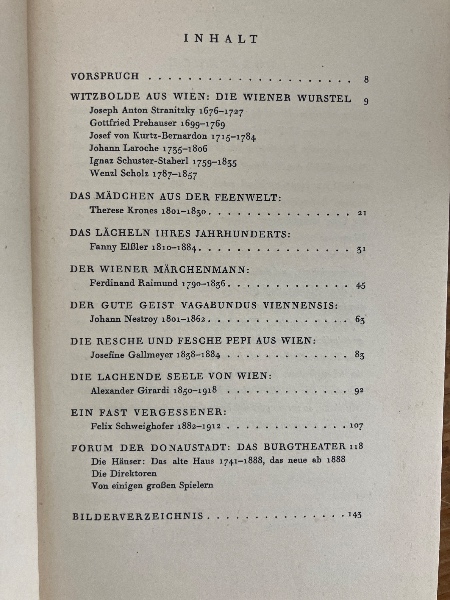 INHALT
VORSPRUCH . . . . . . . . . . . . . . . . . . . . . 8
WITZBOLDE AUS WIEN: DIE WIENER WURSTEL 9
Joseph Anton Stranitzky 1676–1727
Gottfried Prehauser 1699–1769
Josef von Kurtz-Bernardon 1715–1784
Johann Laroche 1735–1806
Ignaz Schuster-Staberl 1759–1835
Wenzl Scholz 1787–1857
DAS MÄDCHEN AUS DER FEENWELT:
Therese Krones 1801–1830. . . . . . . . . . . . . . . 21
DAS LÄCHELN IHRES JAHRHUNDERTS:
Fanny Elßler 1810–1884. . . . . . . . . . . . . . . . 31
DER WIENER MÄRCHENMANN:
Ferdinand Raimund 1790–1836. . . . . . . . . . . . . 45
DER GUTE GEIST VAGABUNDUS VIENNENSIS:
Johann Nestroy 1801–1862. . . . . . . . . . . . . . . 63
DIE RESCHE UND FESCHE PEPI AUS WIEN:
Josefine Gallmeyer 1838–1884 . . . . . . . . . . . . . 83
DIE LACHENDE SEELE VON WIEN:
Alexander Girardi 1850–1918 . . . . . . . . . . . . . 92
EIN FAST VERGESSENER:
Felix Schweighofer 1882–1912 . . . . . . . . . . . . .107
FORUM DER DONAUSTADT: DAS BURGTHEATER 118
Die Häuser: Das alte Haus 1741–1888, das neue ab 1888
Die Direktoren
Von einigen großen Spielern
BILDERVERZEICHNIS . . . . . . . . . . . . . . . 143